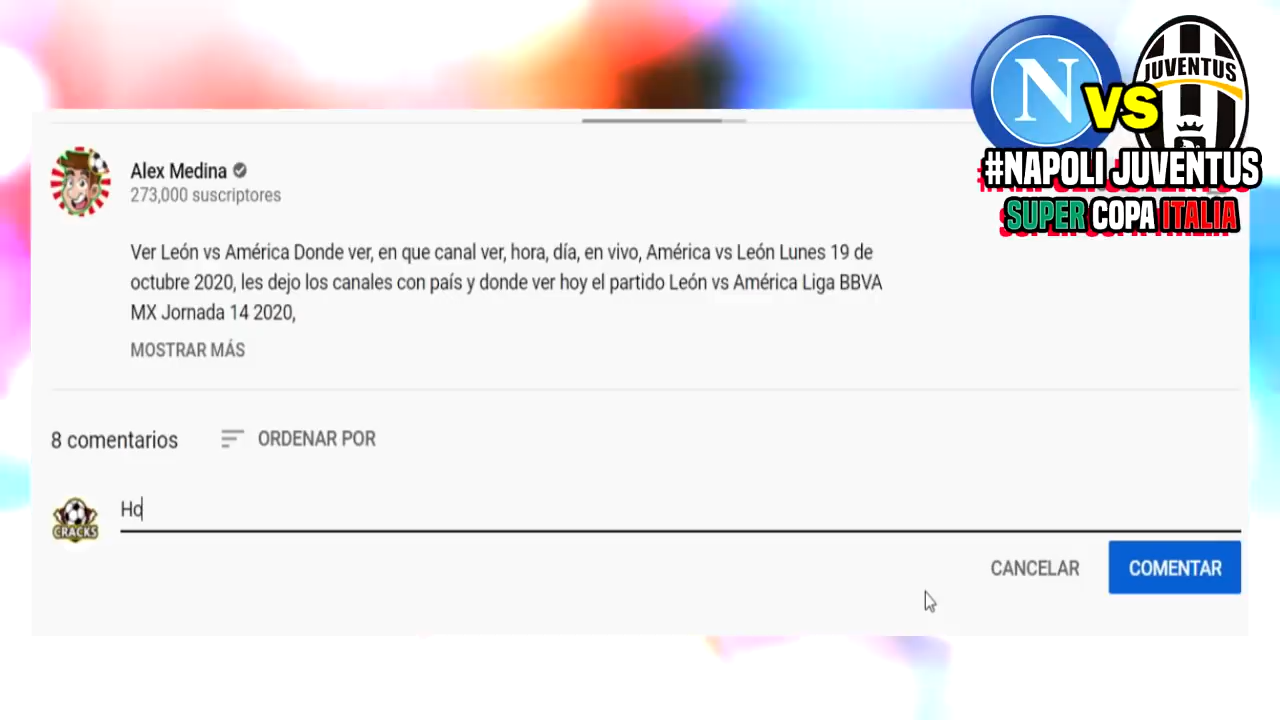 N
VS
JUVENTUS
#NAPOLI JUVENTUS
SUPER COPA ITALIA
Alex Medina
273,000 suscriptores
Ver León vs América Donde ver, en que canal ver, hora, día, en vivo, América vs León Lunes 19 de
octubre 2020, les dejo los canales con país y donde ver hoy el partido León vs América Liga BBVA
MX Jornada 14 2020,
MOSTRAR MÁS
8 comentarios
ORDENAR POR
CRACKS
Ho
CANCELAR
COMENTAR